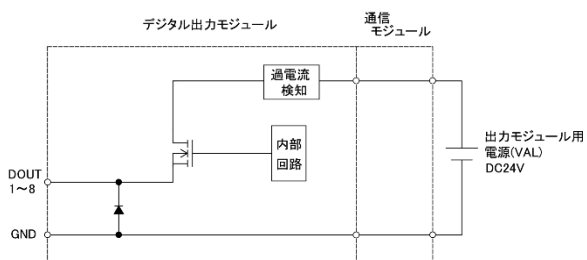 デジタル出力モジュール
通信
モジュール
過電流
検知
内部
回路
出力モジュール用
電源(VAL)
DC24V
DOUT
1～8
GND